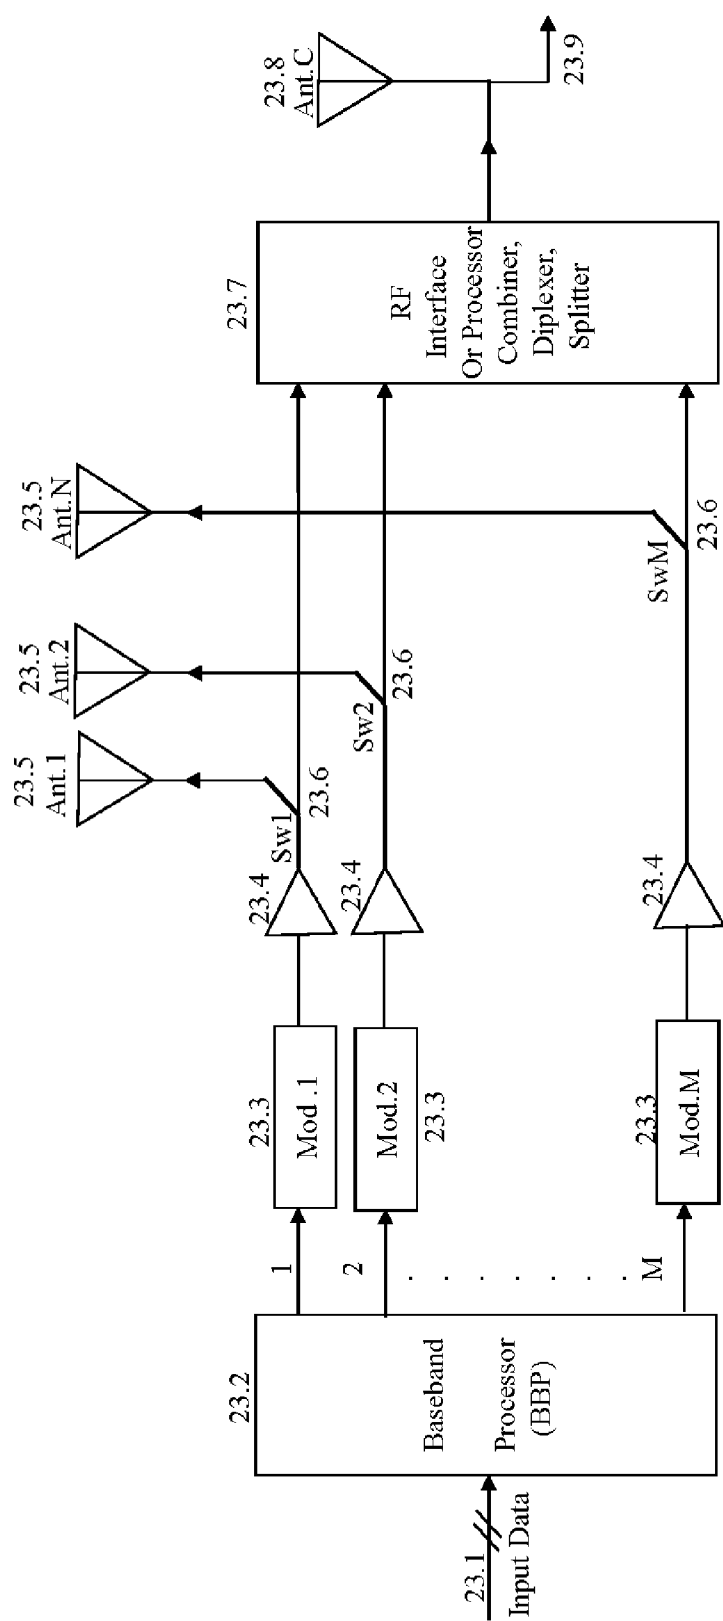 23.1
Input Data
23.2
Baseband
Processor
(BBP)
1
2
. . . . . . .
M
23.3
Mod .1
Mod.2
23.3
23.3
Mod.M
23.4
23.4
23.4
Sw1
23.6
Sw2
23.6
SwM
23.6
23.5
Ant.1
23.5
Ant.2
23.5
Ant.N
23.7
RF
Interface
Or Processor
Combiner,
Diplexer,
Splitter
23.8
Ant.C
23.9